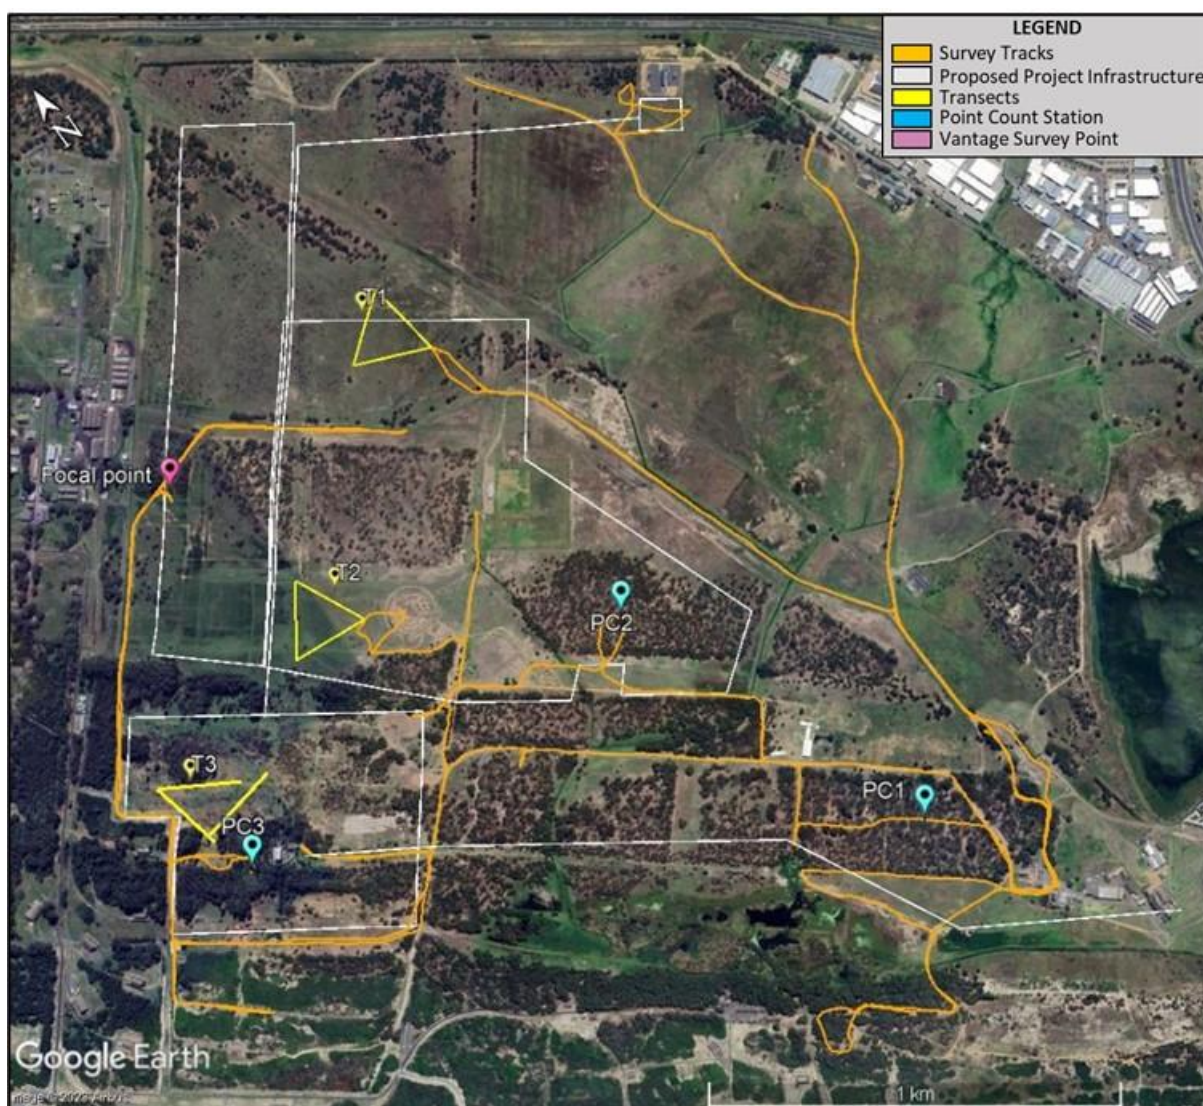 LEGEND
Survey Tracks
Proposed Project Infrastructure
Transects
Point Count Station
Vantage Survey Point
N
T1
Focal point
T2
PC2
T3
PC1
PC3
Google Earth
1 km